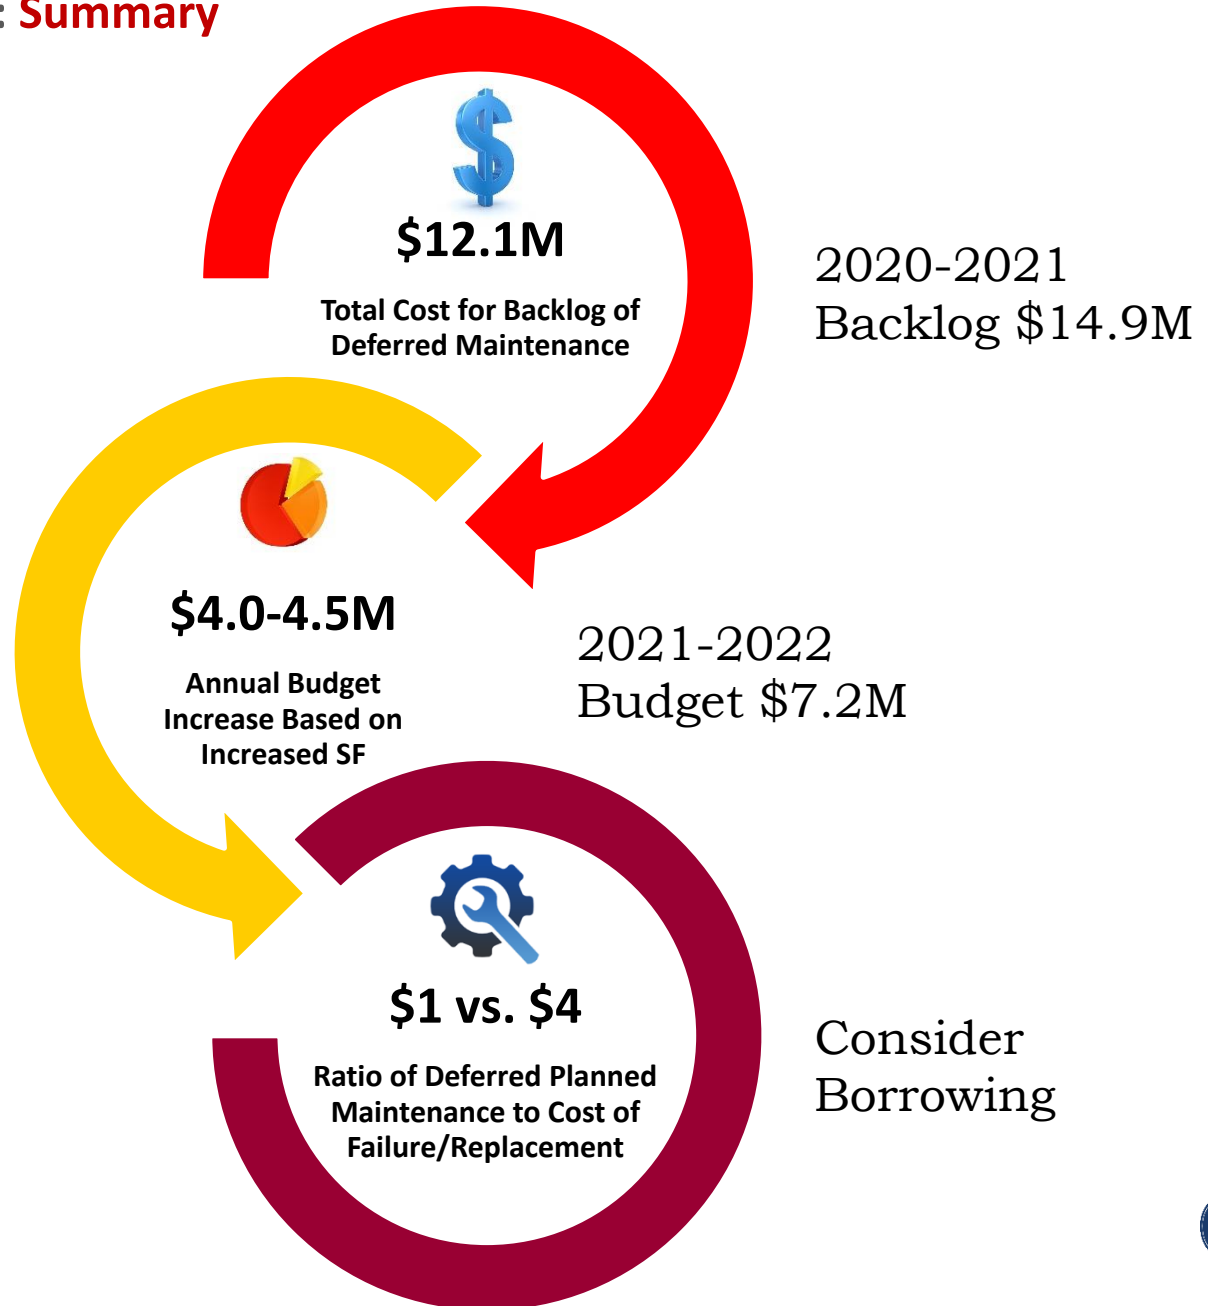 : Summary
$12.1M
Total Cost for Backlog of
Deferred Maintenance
2020-2021
Backlog $14.9M
$4.0-4.5M
Annual Budget
Increase Based on
Increased SF
2021-2022
Budget $7.2M
$1 vs. $4
Ratio of Deferred Planned
Maintenance to Cost of
Failure/Replacement
Consider
Borrowing